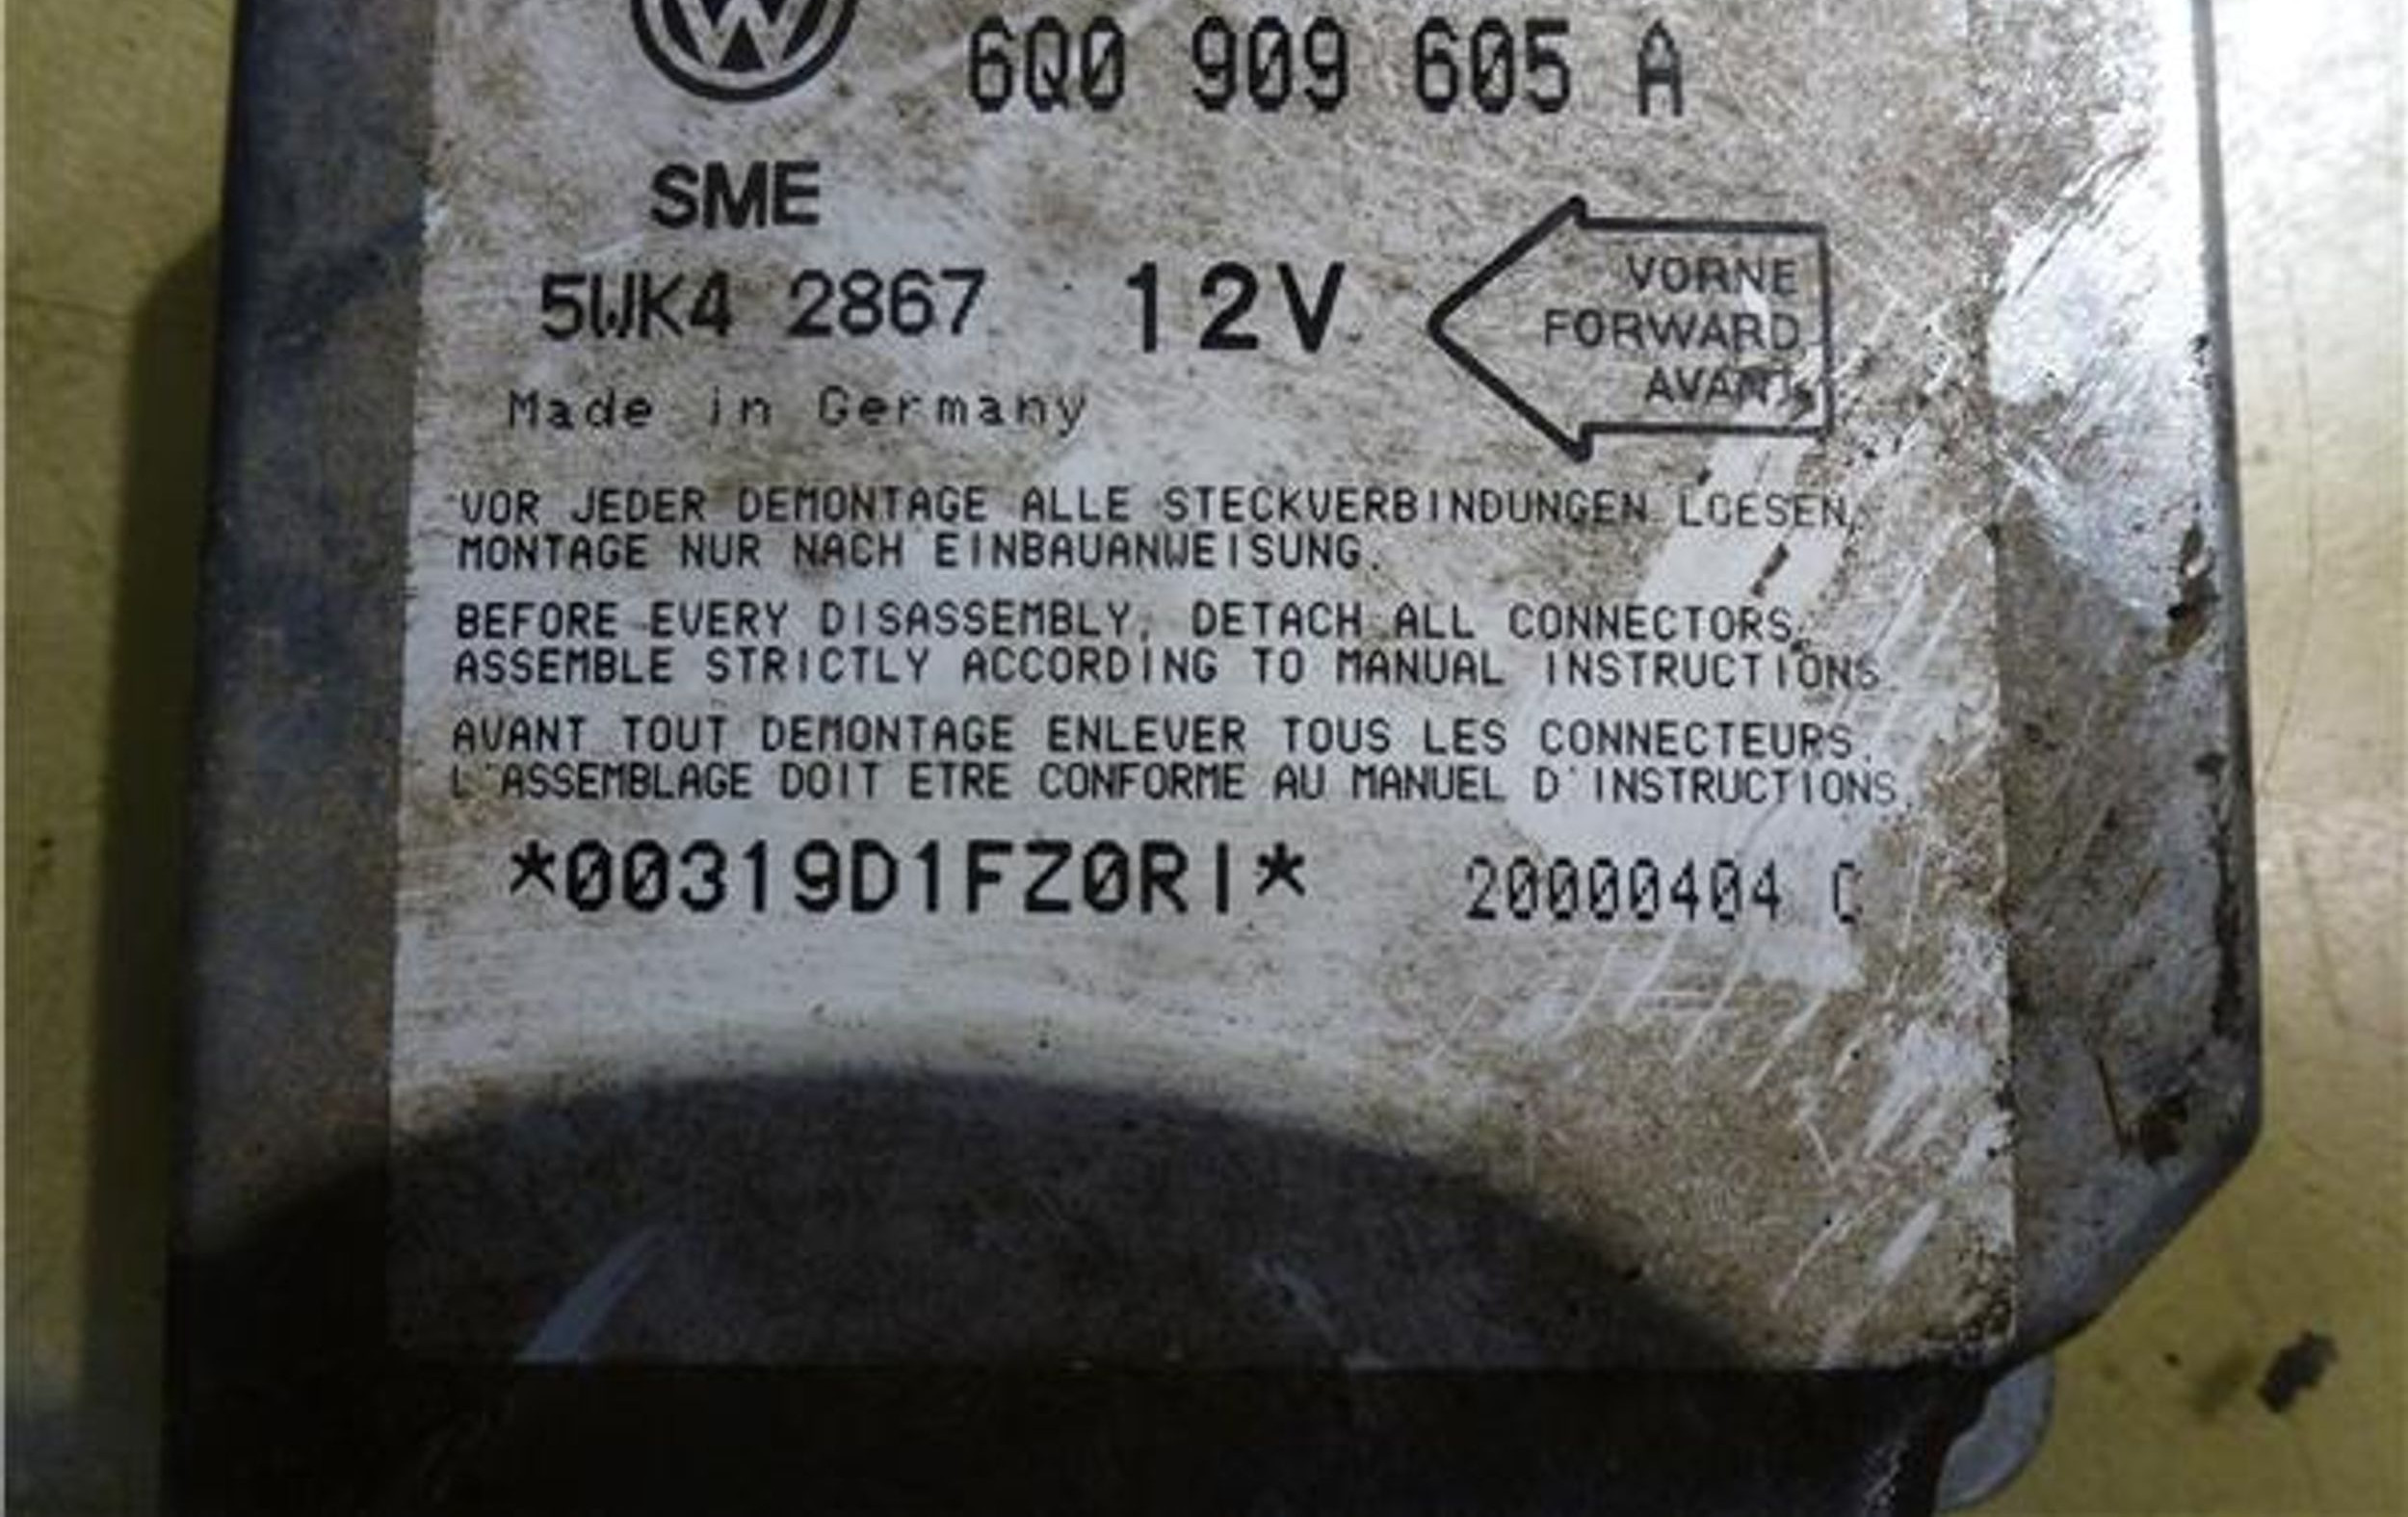 6Q0 909 605 A
SME
5WK4 2867 12V
VORNE
FORWARD
AVANT
Made in Germany
VOR JEDER DEMONTAGE ALLE STECKVERBINDUNGEN LOESEN,
MONTAGE NUR NACH EINBAUANWEISUNG.
BEFORE EVERY DISASSEMBLY, DETACH ALL CONNECTORS,
ASSEMBLE STRICTLY ACCORDING TO MANUAL INSTRUCTIONS
AVANT TOUT DEMONTAGE ENLEVER TOUS LES CONNECTEURS,
L'ASSEMBLAGE DOIT ETRE CONFORME AU MANUEL D'INSTRUCTIONS.
*00319D1FZ0RI* 20000404